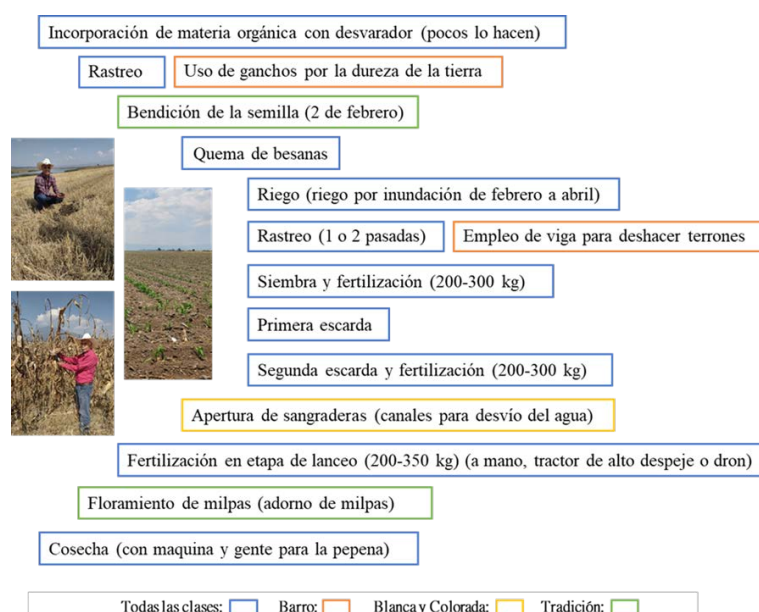 Incorporación de materia orgánica con desvarador (pocos lo hacen)
Rastreo
Uso de ganchos por la dureza de la tierra
Bendición de la semilla (2 de febrero)
Quema de besanas
Riego (riego por inundación de febrero a abril)
Rastreo (1 o 2 pasadas)
Empleo de viga para deshacer terrones
Siembra y fertilización (200-300 kg)
Primera escarda
Segunda escarda y fertilización (200-300 kg)
Apertura de sangraderas (canales para desvío del agua)
Fertilización en etapa de lanceo (200-350 kg) (a mano, tractor de alto despeje o dron)
Floramiento de milpas (adorno de milpas)
Cosecha (con maquina y gente para la pepena)
Todas las clases: Barro: Blanca y Colorada: Tradición: